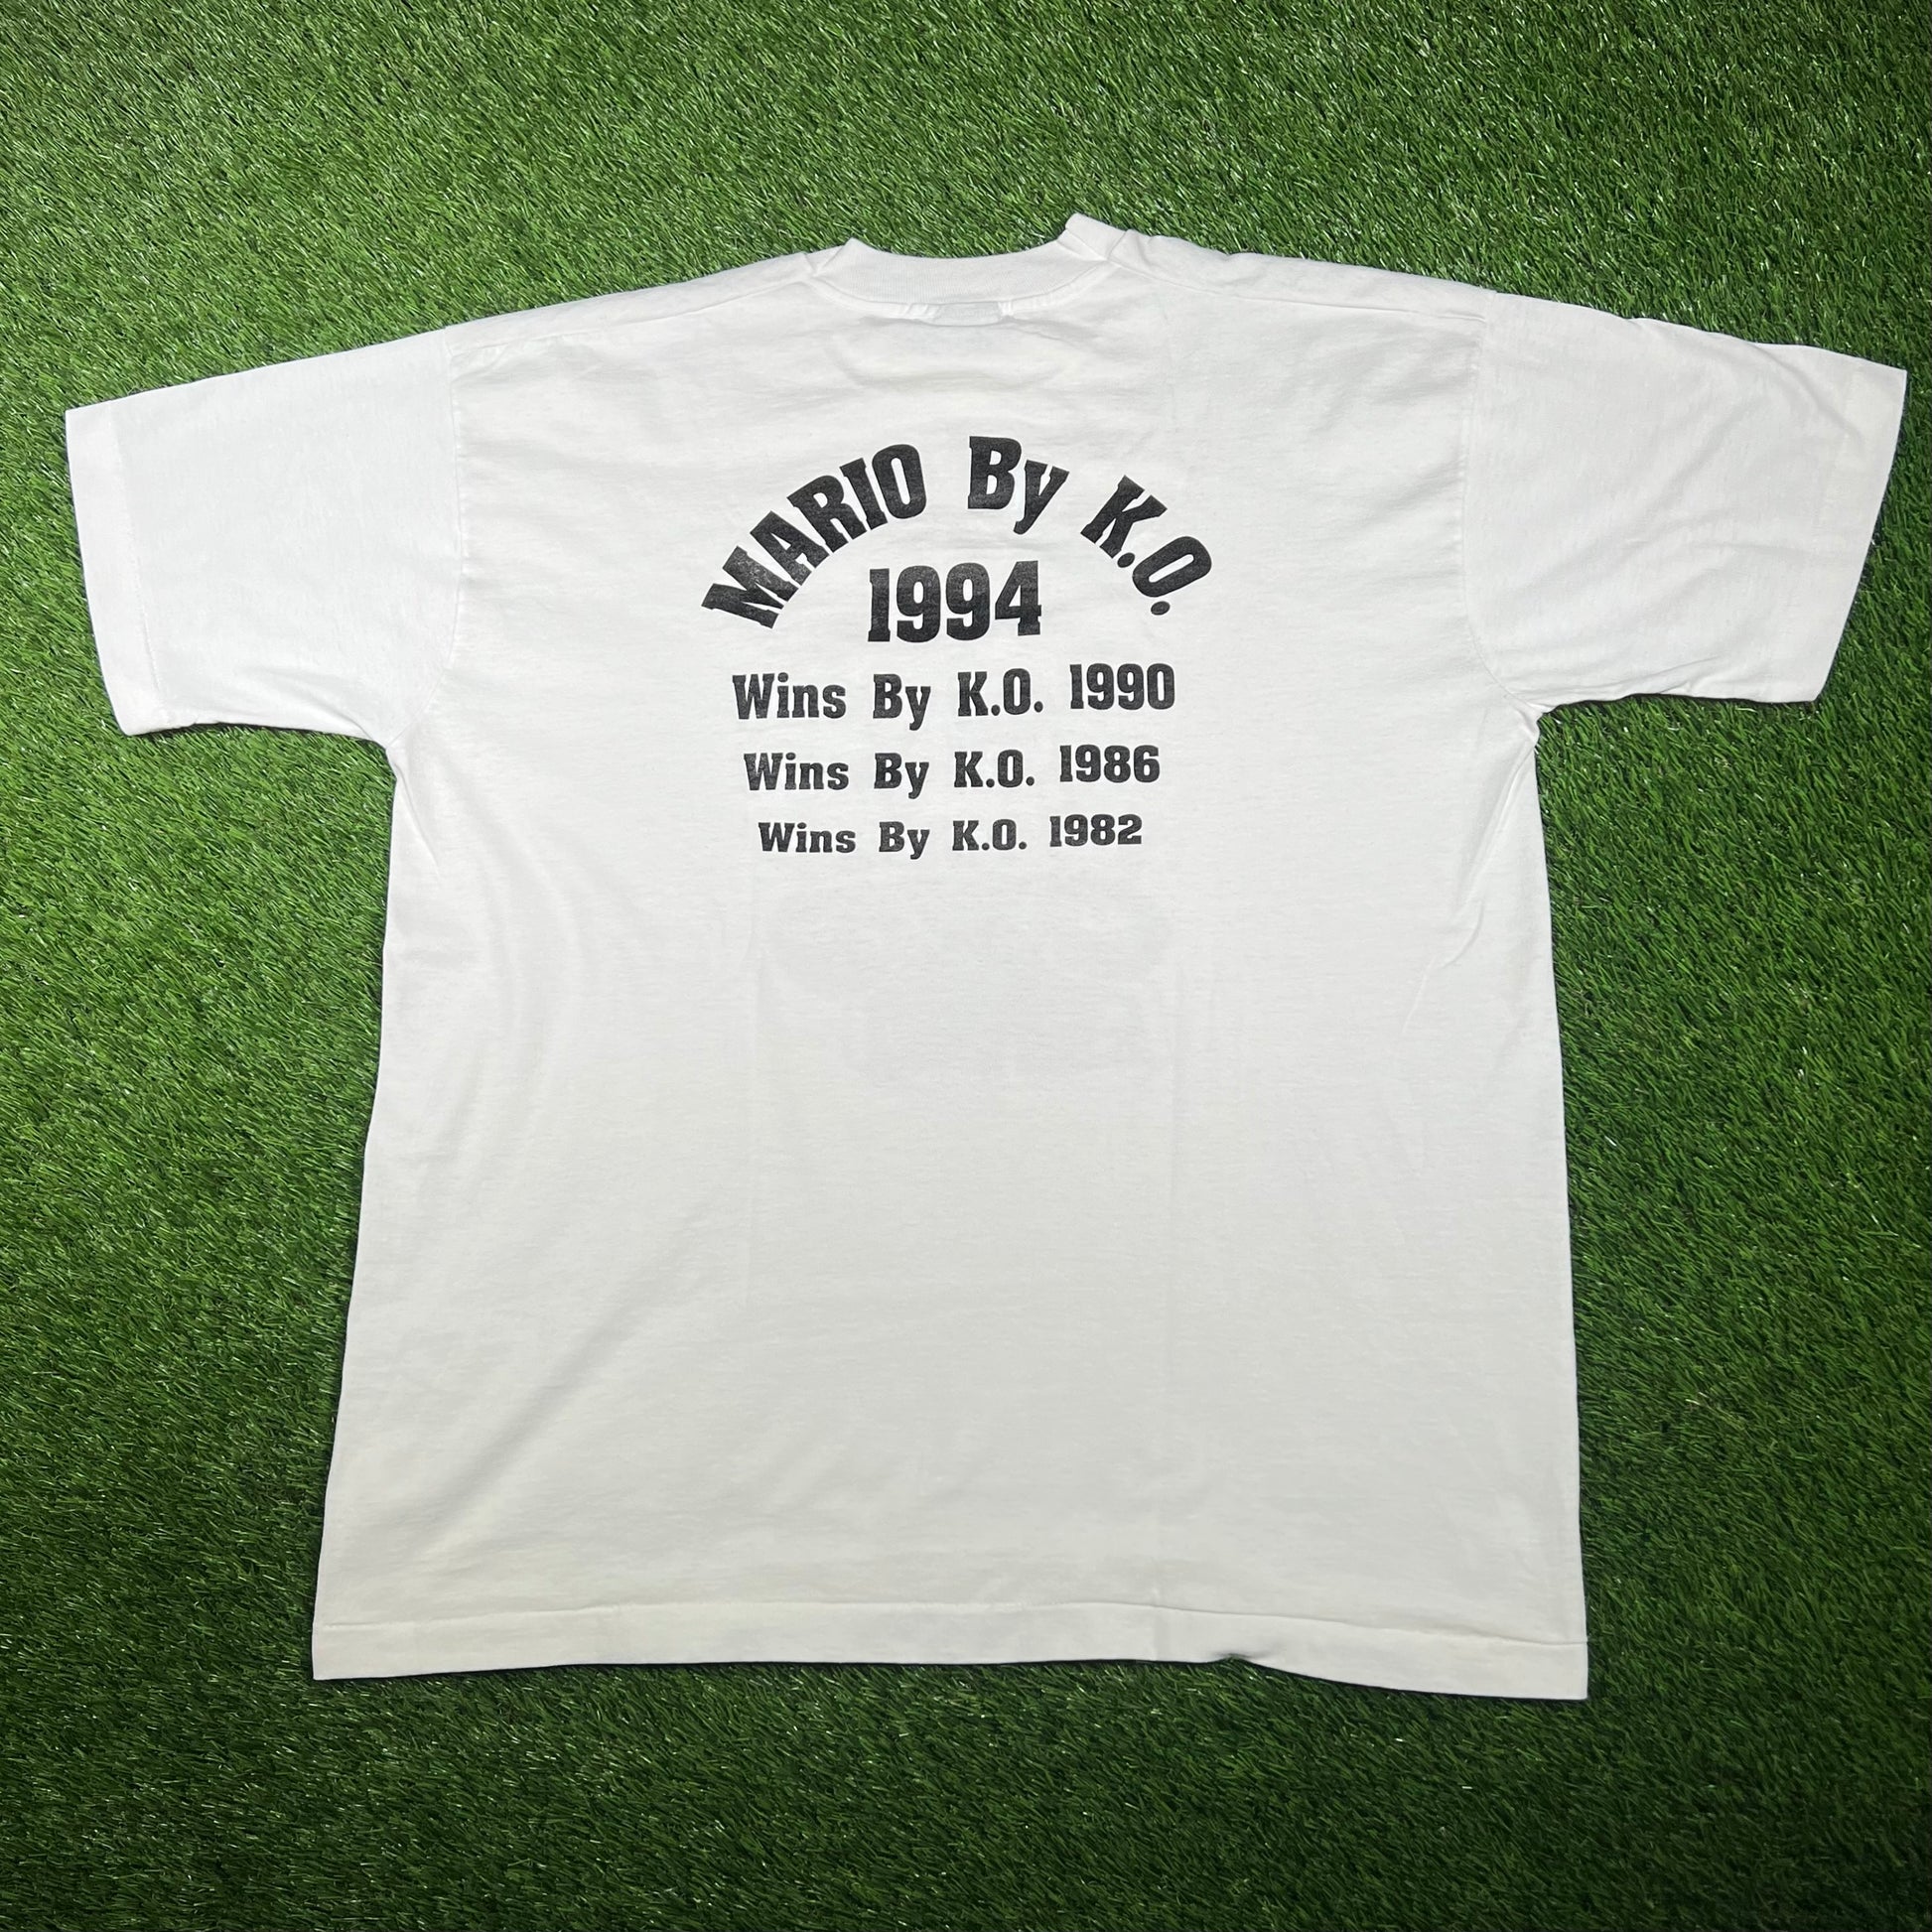 MARIO By K.O.
1994
Wins By K.O. 1990
Wins By K.O. 1986
Wins By K.O. 1982